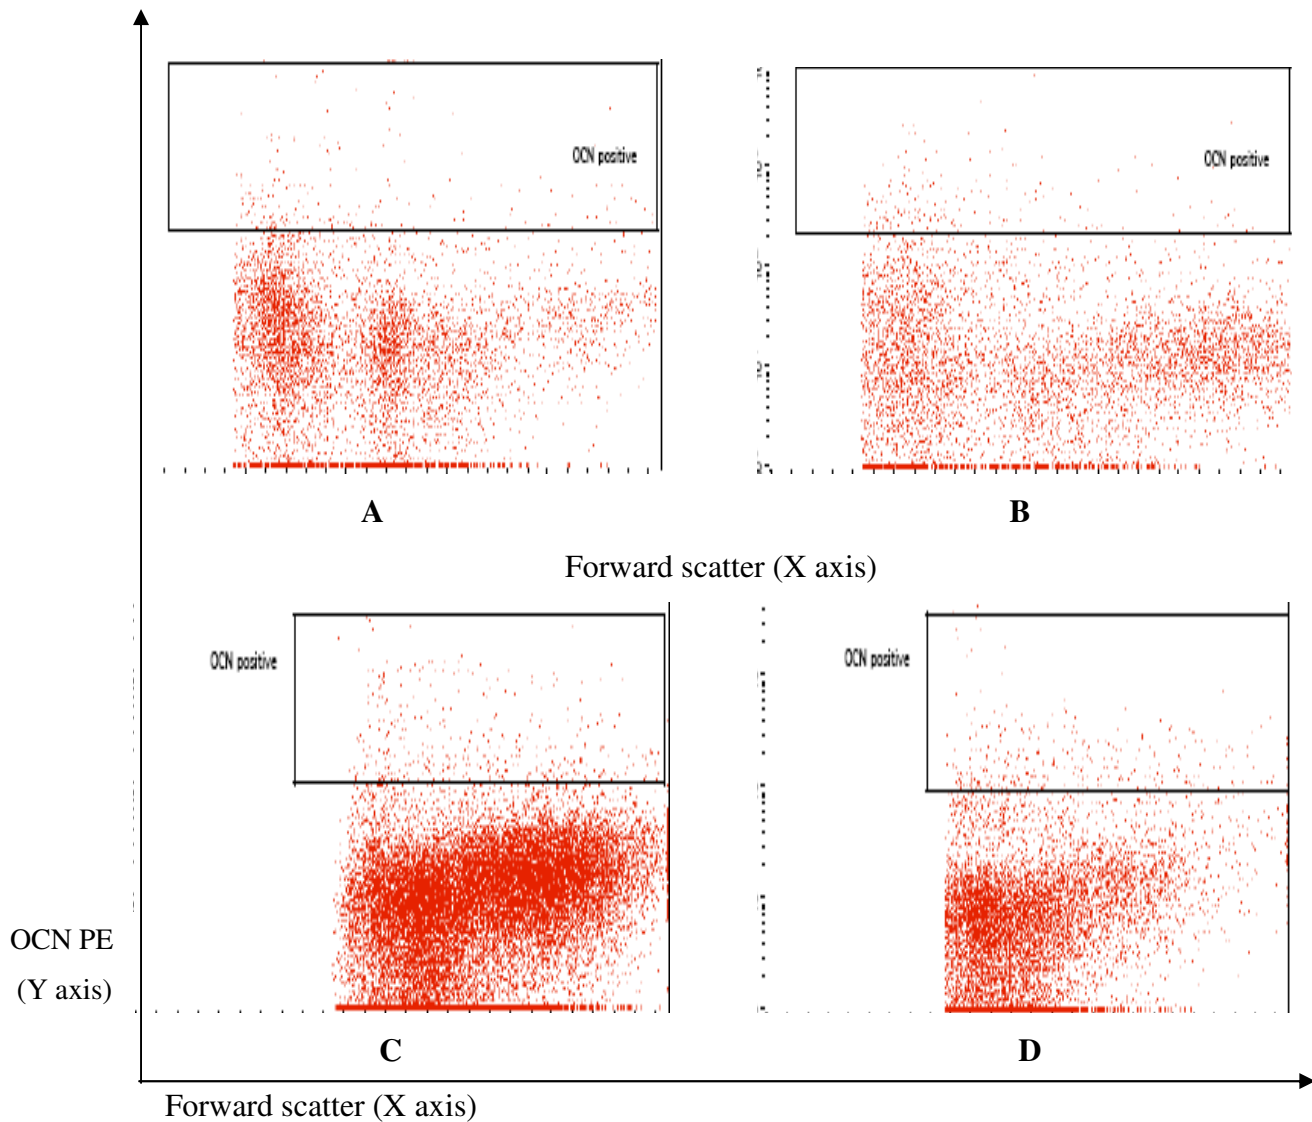 OCN positive
OCN positive
A
B
Forward scatter (X axis)
OCN positive
OCN positive
OCN PE
(Y axis)
C
D
Forward scatter (X axis)